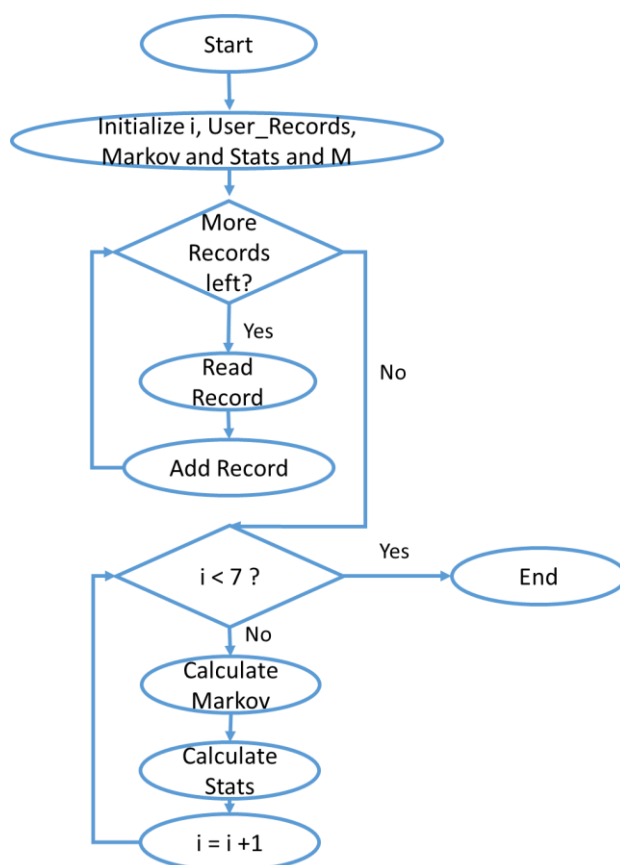 Start
Initialize i, User_Records,
Markov and Stats and M
More
Records
left?
Yes
Read
Record
No
Add Record
i < 7 ?
Yes
End
No
Calculate
Markov
Calculate
Stats
i = i +1